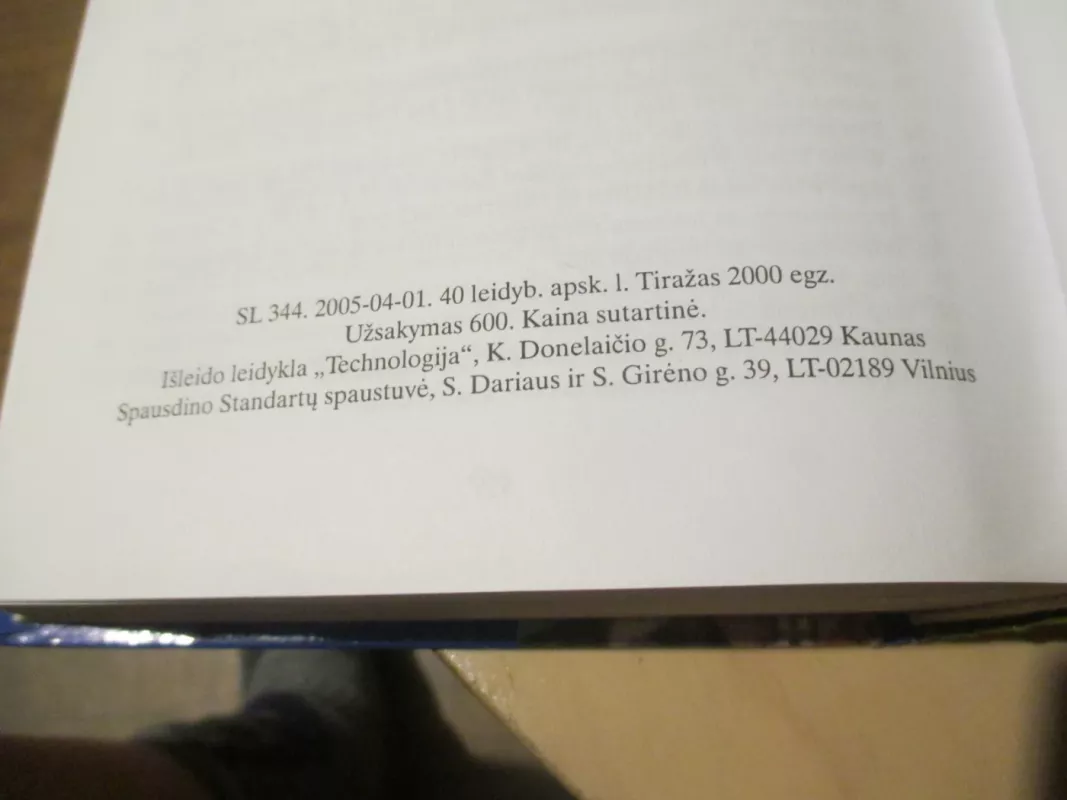 SL 344. 2005-04-01. 40 leidyb. apsk. l. Tiražas 2000 egz.
Užsakymas 600. Kaina sutartinė.
Išleido leidykla „Technologija“, K. Donelaičio g. 73, LT-44029 Kaunas
Spausdino Standartų spaustuvė, S. Dariaus ir S. Girėno g. 39, LT-02189 Vilnius